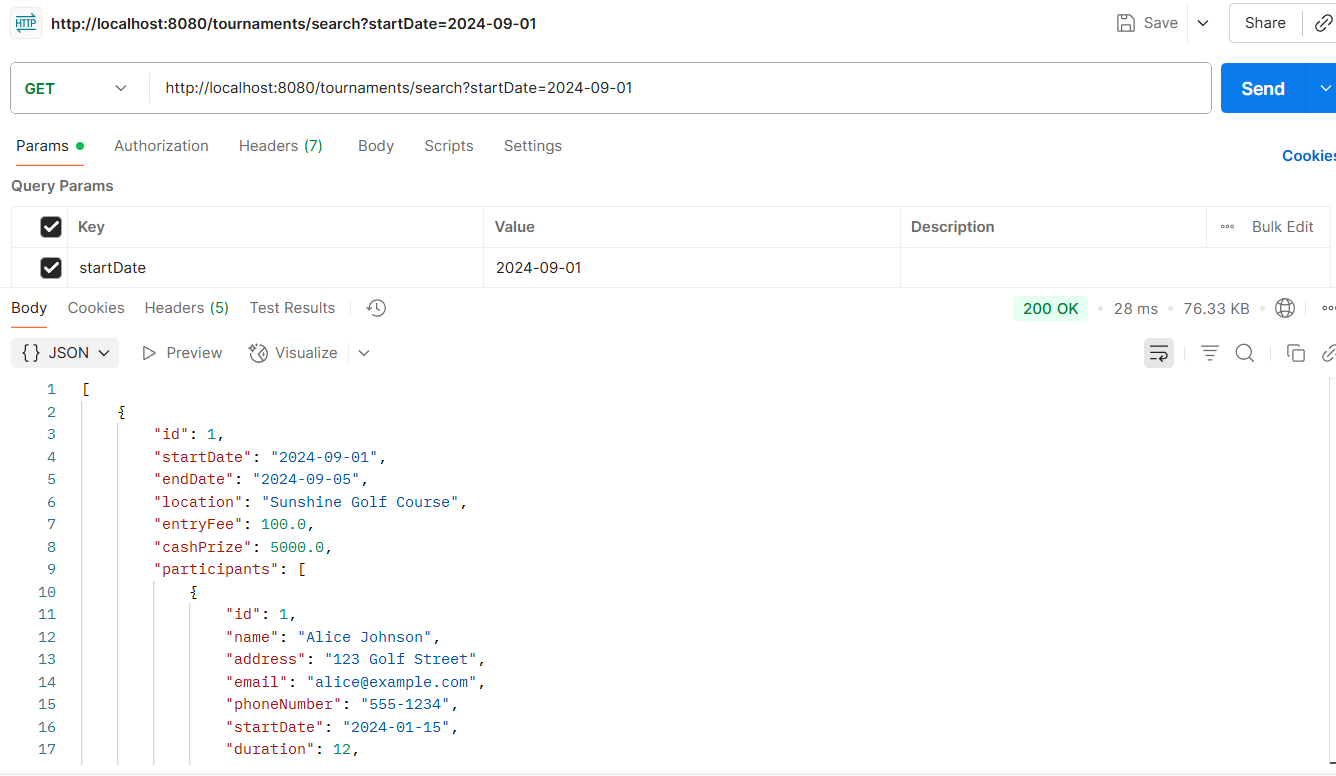 HTTP http://localhost:8080/tournaments/search?startDate=2024-09-01 Save Share
GET http://localhost:8080/tournaments/search?startDate=2024-09-01 Send
Params Authorization Headers (7) Body Scripts Settings Cookies
Query Params
Key Value Description Bulk Edit
startDate 2024-09-01
Body Cookies Headers (5) Test Results 200 OK 28 ms 76.33 KB
{} JSON Preview Visualize
1 [
2 {
3 "id": 1,
4 "startDate": "2024-09-01",
5 "endDate": "2024-09-05",
6 "location": "Sunshine Golf Course",
7 "entryFee": 100.0,
8 "cashPrize": 5000.0,
9 "participants": [
10 {
11 "id": 1,
12 "name": "Alice Johnson",
13 "address": "123 Golf Street",
14 "email": "alice@example.com",
15 "phoneNumber": "555-1234",
16 "startDate": "2024-01-15",
17 "duration": 12,